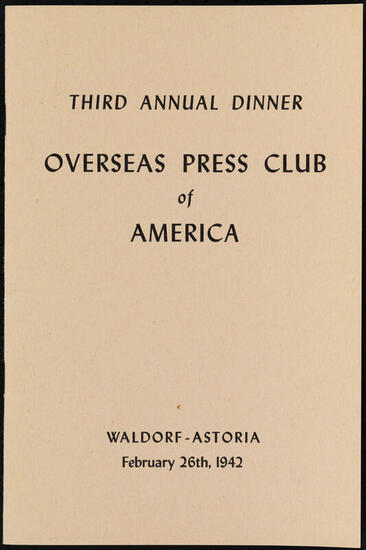 THIRD ANNUAL DINNER
OVERSEAS PRESS CLUB
of
AMERICA
WALDORF-ASTORIA
February 26th, 1942